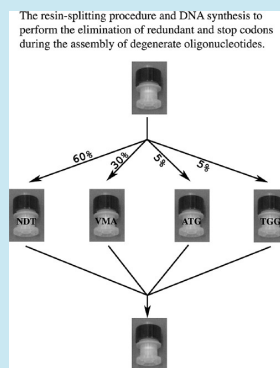 The resin-splitting procedure and DNA synthesis to
perform the elimination of redundant and stop codons
during the assembly of degenerate oligonucleotides.
60% 30% 5% 5%
NDT VMA ATG TGG